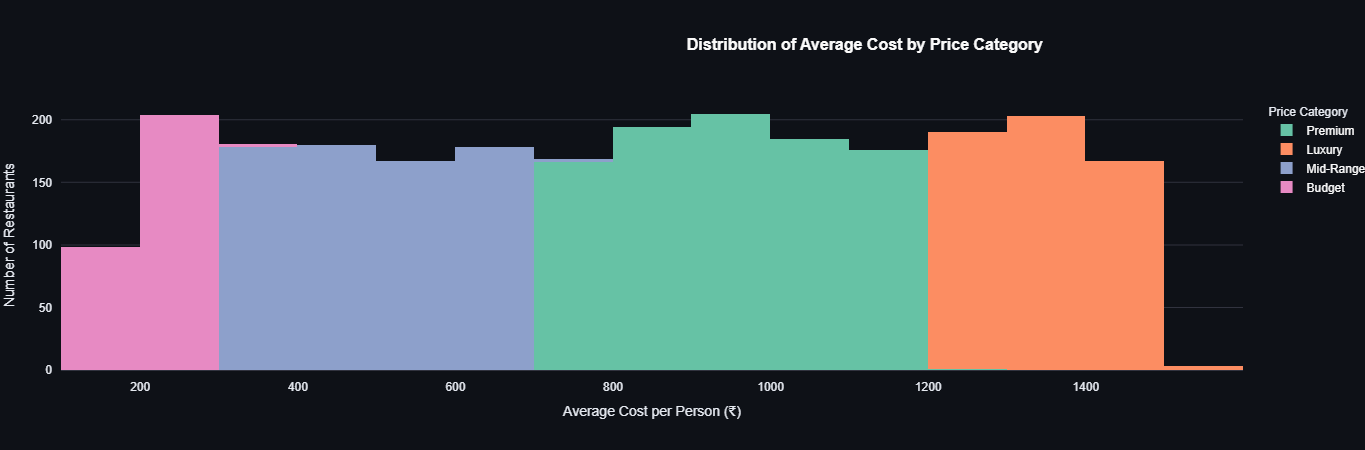 Distribution of Average Cost by Price Category
Price Category
Premium
Luxury
Mid-Range
Budget
Number of Restaurants
200
150
100
50
0
200
400
600
800
1000
1200
1400
Average Cost per Person (₹)